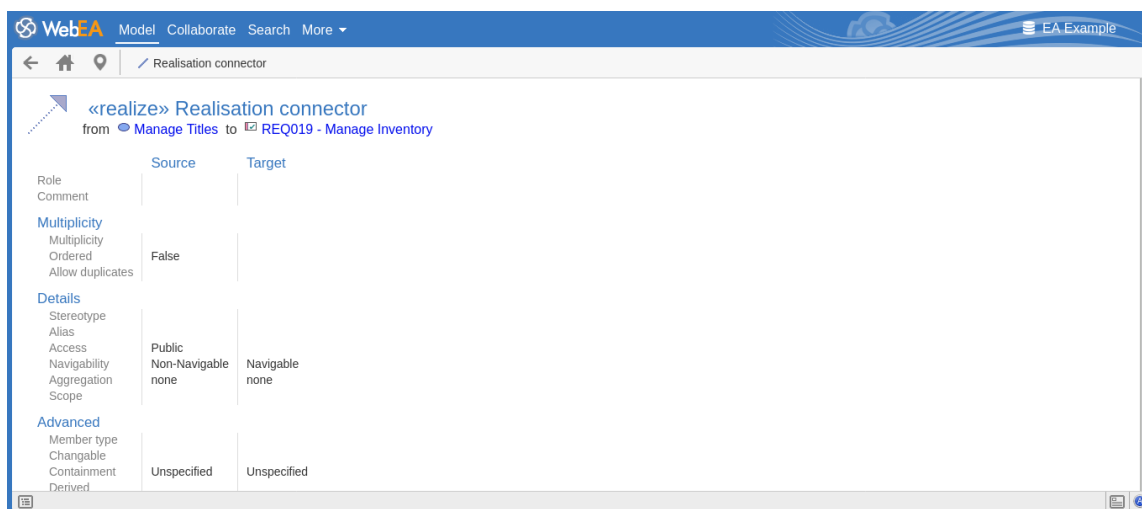 WebEA Model Collaborate Search More EA Example
Realisation connector
«realize» Realisation connector
from Manage Titles to REQ019 - Manage Inventory
Source Target
Role
Comment
Multiplicity
Multiplicity
Ordered False
Allow duplicates
Details
Stereotype
Alias
Access Public
Navigability Non-Navigable Navigable
Aggregation none none
Scope
Advanced
Member type
Changable
Containment Unspecified Unspecified
Derived